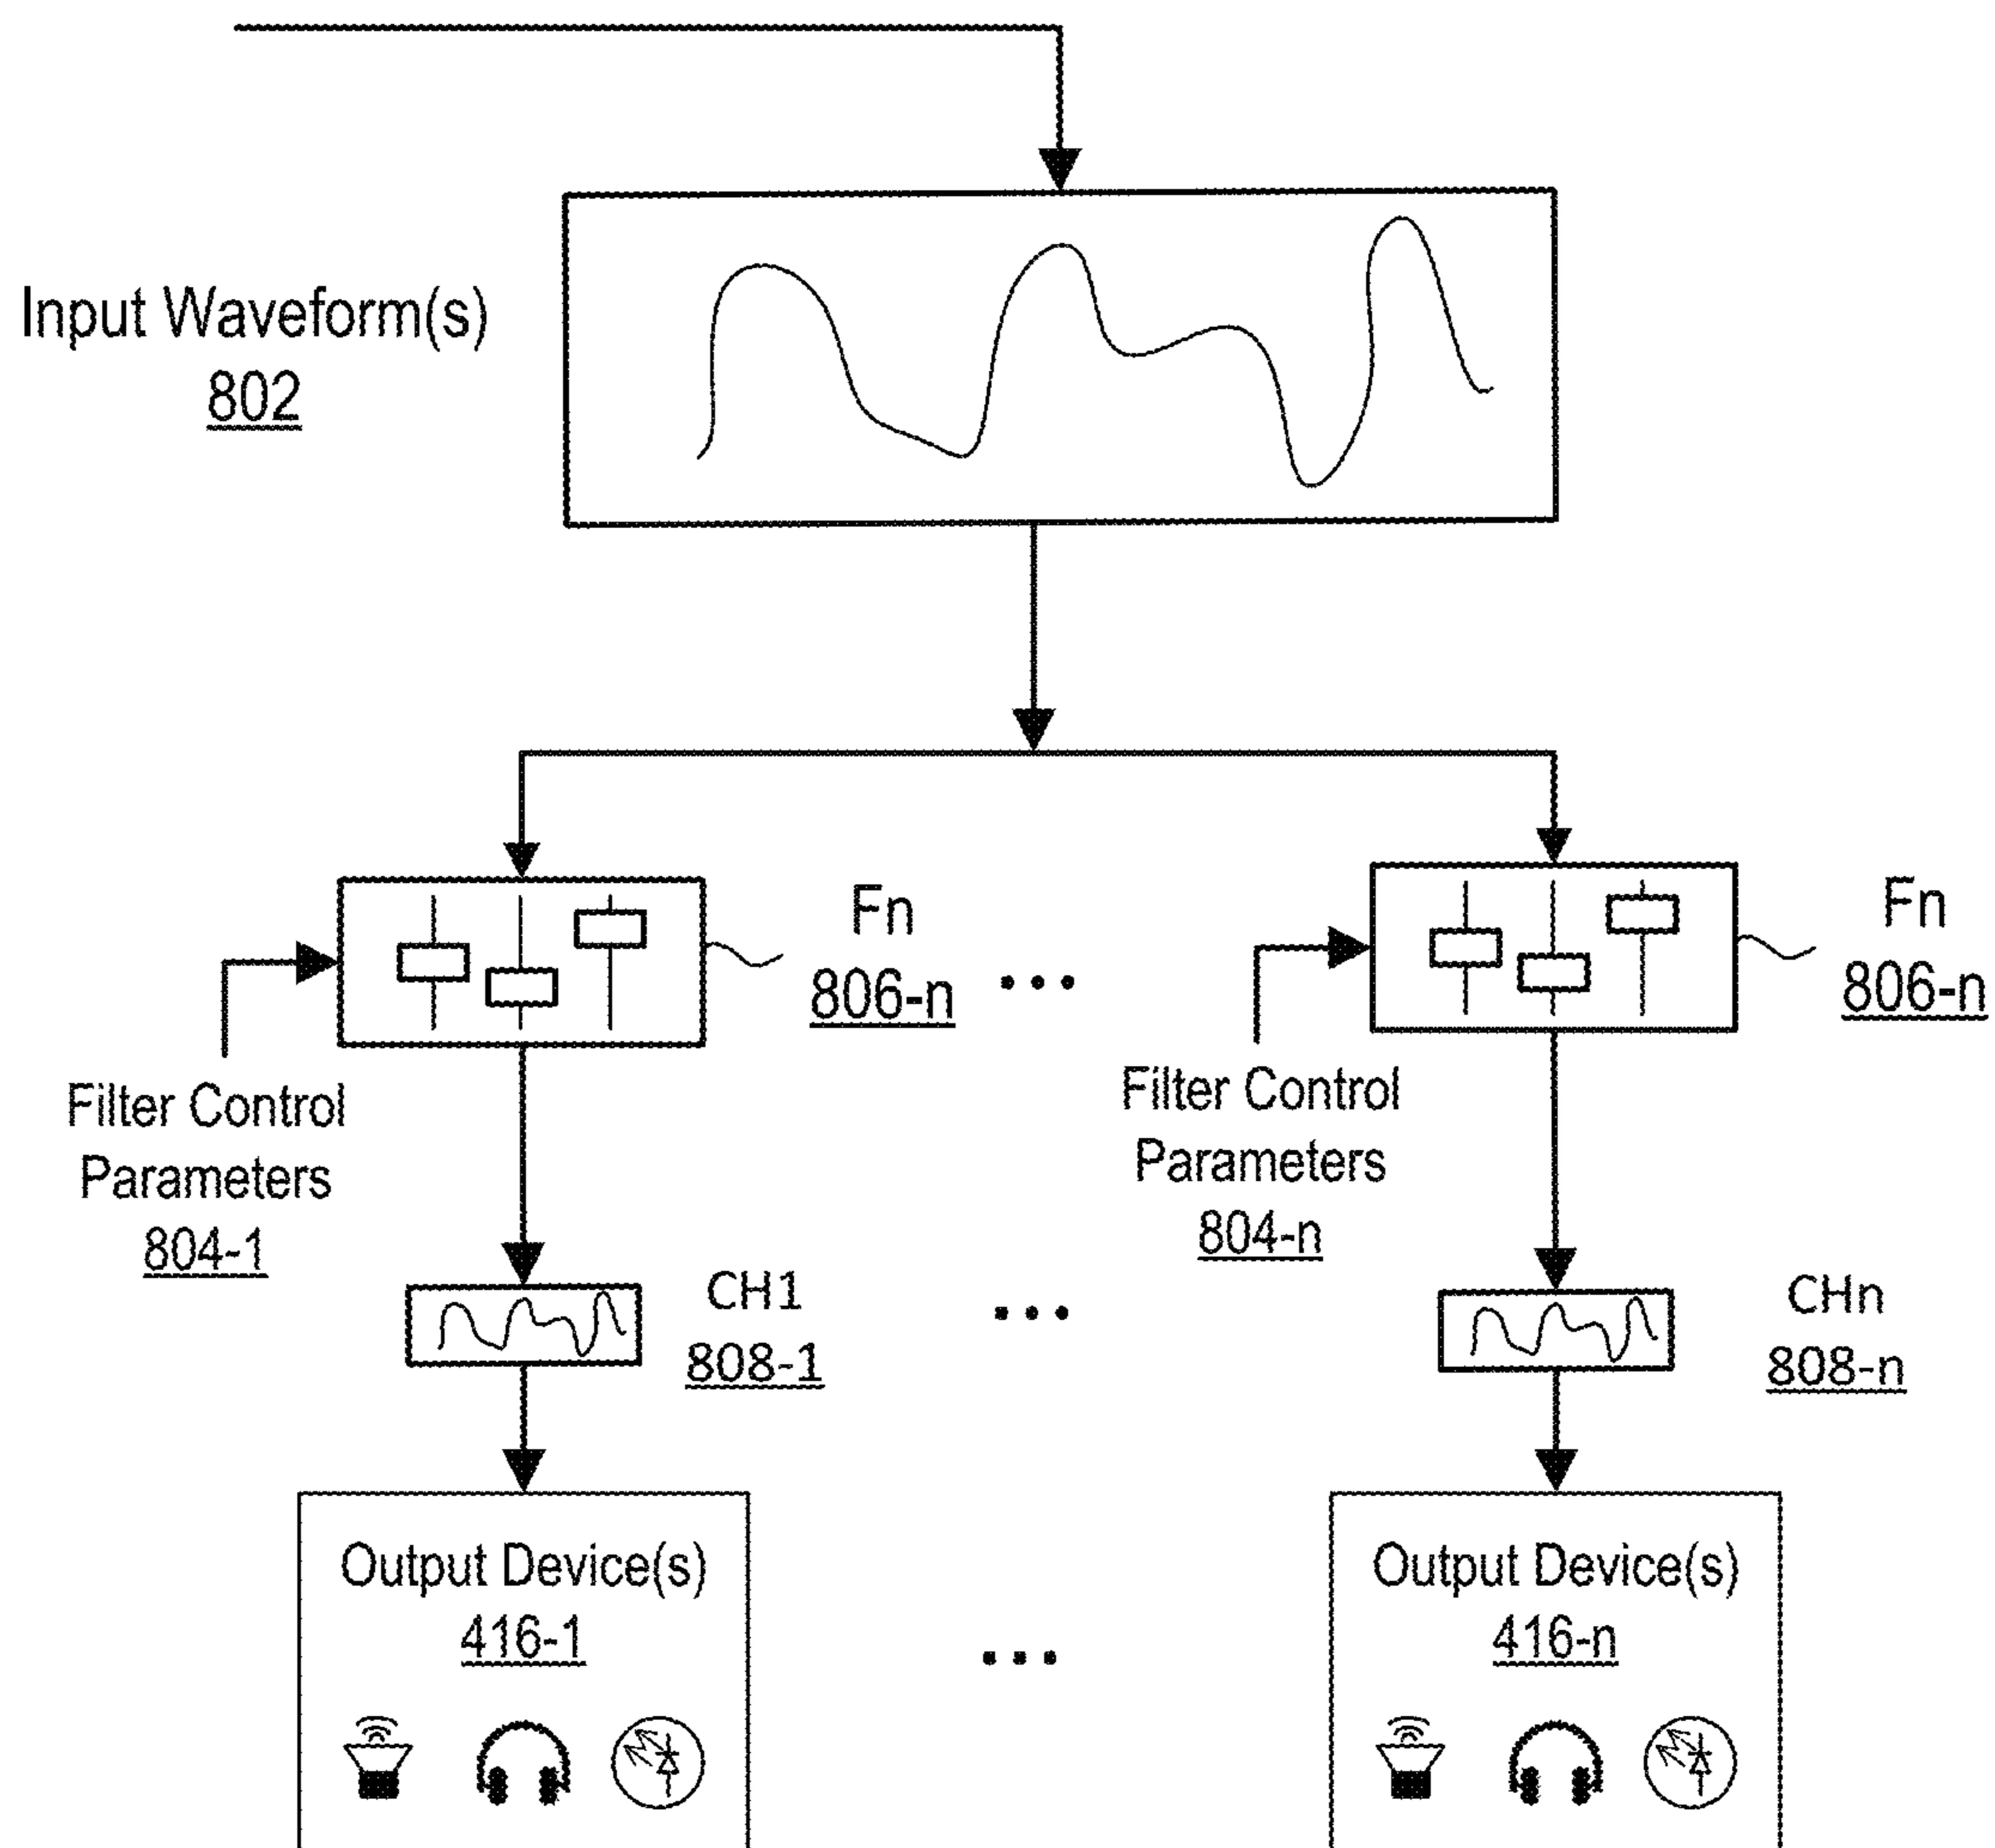 Input Waveform(s)
802
Fn
806-n
Fn
806-n
Filter Control
Parameters
804-1
Filter Control
Parameters
804-n
CH1
808-1
CHn
808-n
Output Device(s)
416-1
Output Device(s)
416-n